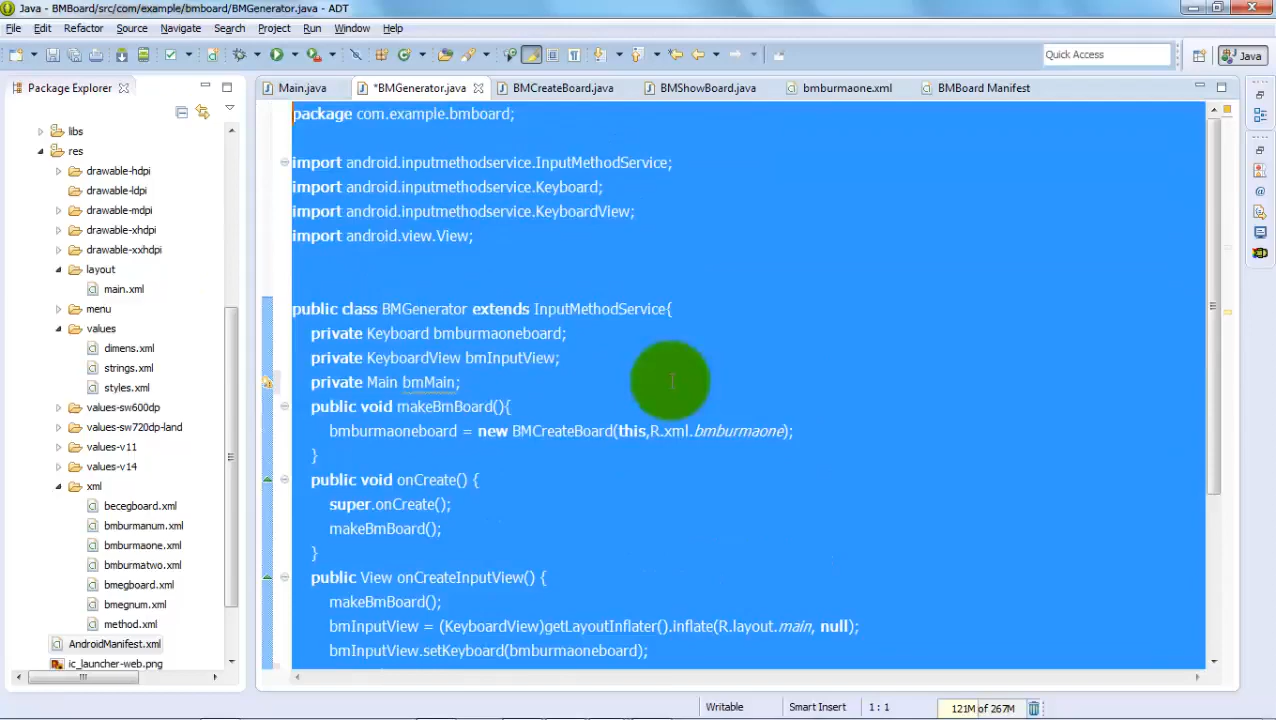 Java - BMBoard/src/com/example/bmboard/BMGenerator.java - ADT
File Edit Refactor Source Navigate Search Project Run Window Help
Quick Access
Java
Package Explorer
Main.java
*BMGenerator.java
BMCreateBoard.java
BMShowBoard.java
bmburmaone.xml
BMBoard Manifest
libs
res
drawable-hdpi
drawable-ldpi
drawable-mdpi
drawable-xhdpi
drawable-xxhdpi
layout
main.xml
menu
values
dimens.xml
strings.xml
styles.xml
values-sw600dp
values-sw720dp-land
values-v11
values-v14
xml
becegboard.xml
bmburmanum.xml
bmburmaone.xml
bmburmatwo.xml
bmegboard.xml
bmegnum.xml
method.xml
AndroidManifest.xml
ic_launcher-web.png
package com.example.bmboard;
import android.inputmethodservice.InputMethodService;
import android.inputmethodservice.Keyboard;
import android.inputmethodservice.KeyboardView;
import android.view.View;
public class BMGenerator extends InputMethodService{
private Keyboard bmburmaoneboard;
private KeyboardView bmInputView;
private Main bmMain;
public void makeBmBoard(){
bmburmaoneboard = new BMCreateBoard(this,R.xml.bmburmaone);
}
public void onCreate() {
super.onCreate();
makeBmBoard();
}
public View onCreateInputView() {
makeBmBoard();
bmInputView = (KeyboardView)getLayoutInflater().inflate(R.layout.main, null);
bmInputView.setKeyboard(bmburmaoneboard);
Writable
Smart Insert
1 : 1
121M of 267M